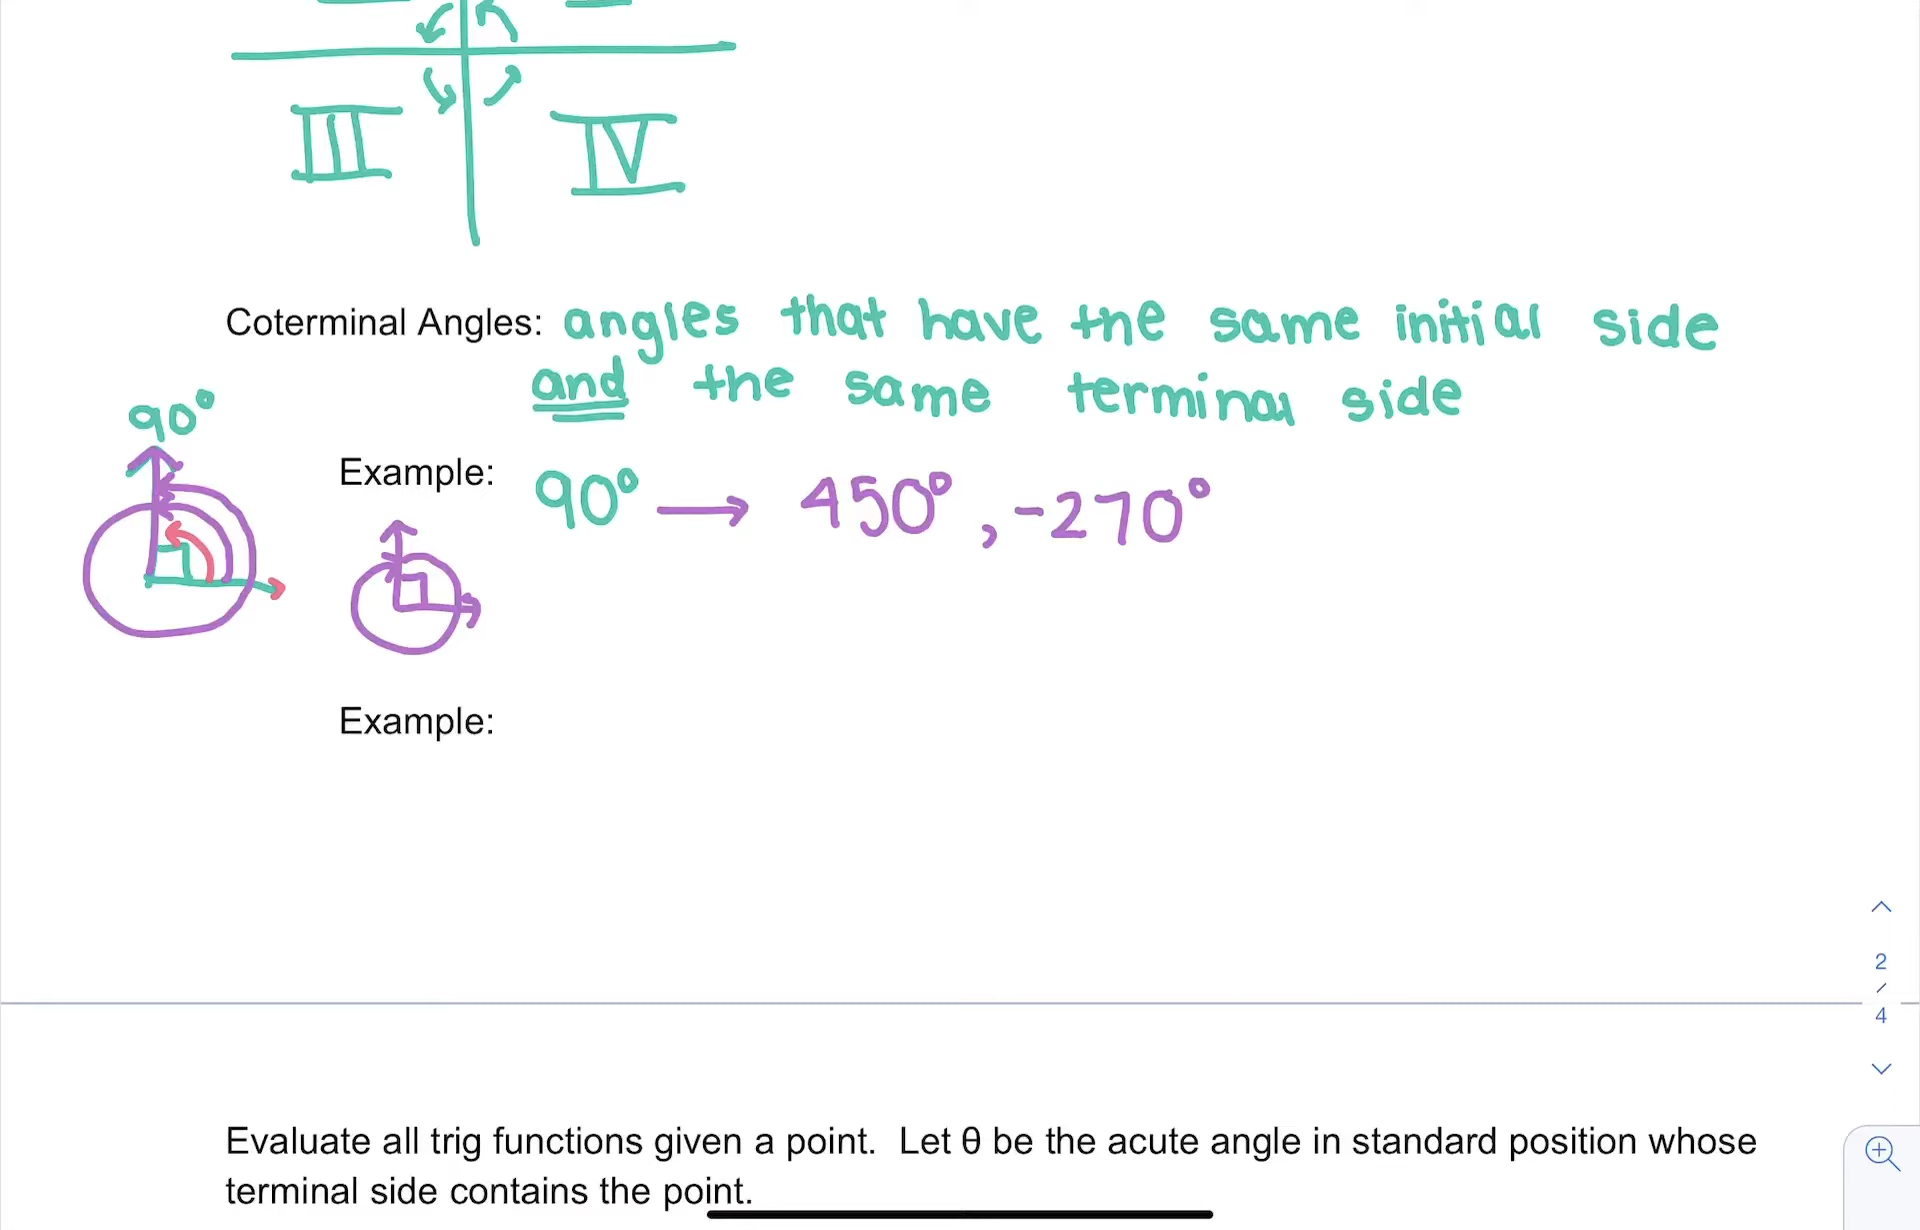 III IV
Coterminal Angles: angles that have the same initial side
and the same terminal side
90°
Example: 90° → 450°, -270°
Example:
2
/
4
Evaluate all trig functions given a point. Let θ be the acute angle in standard position whose
terminal side contains the point.